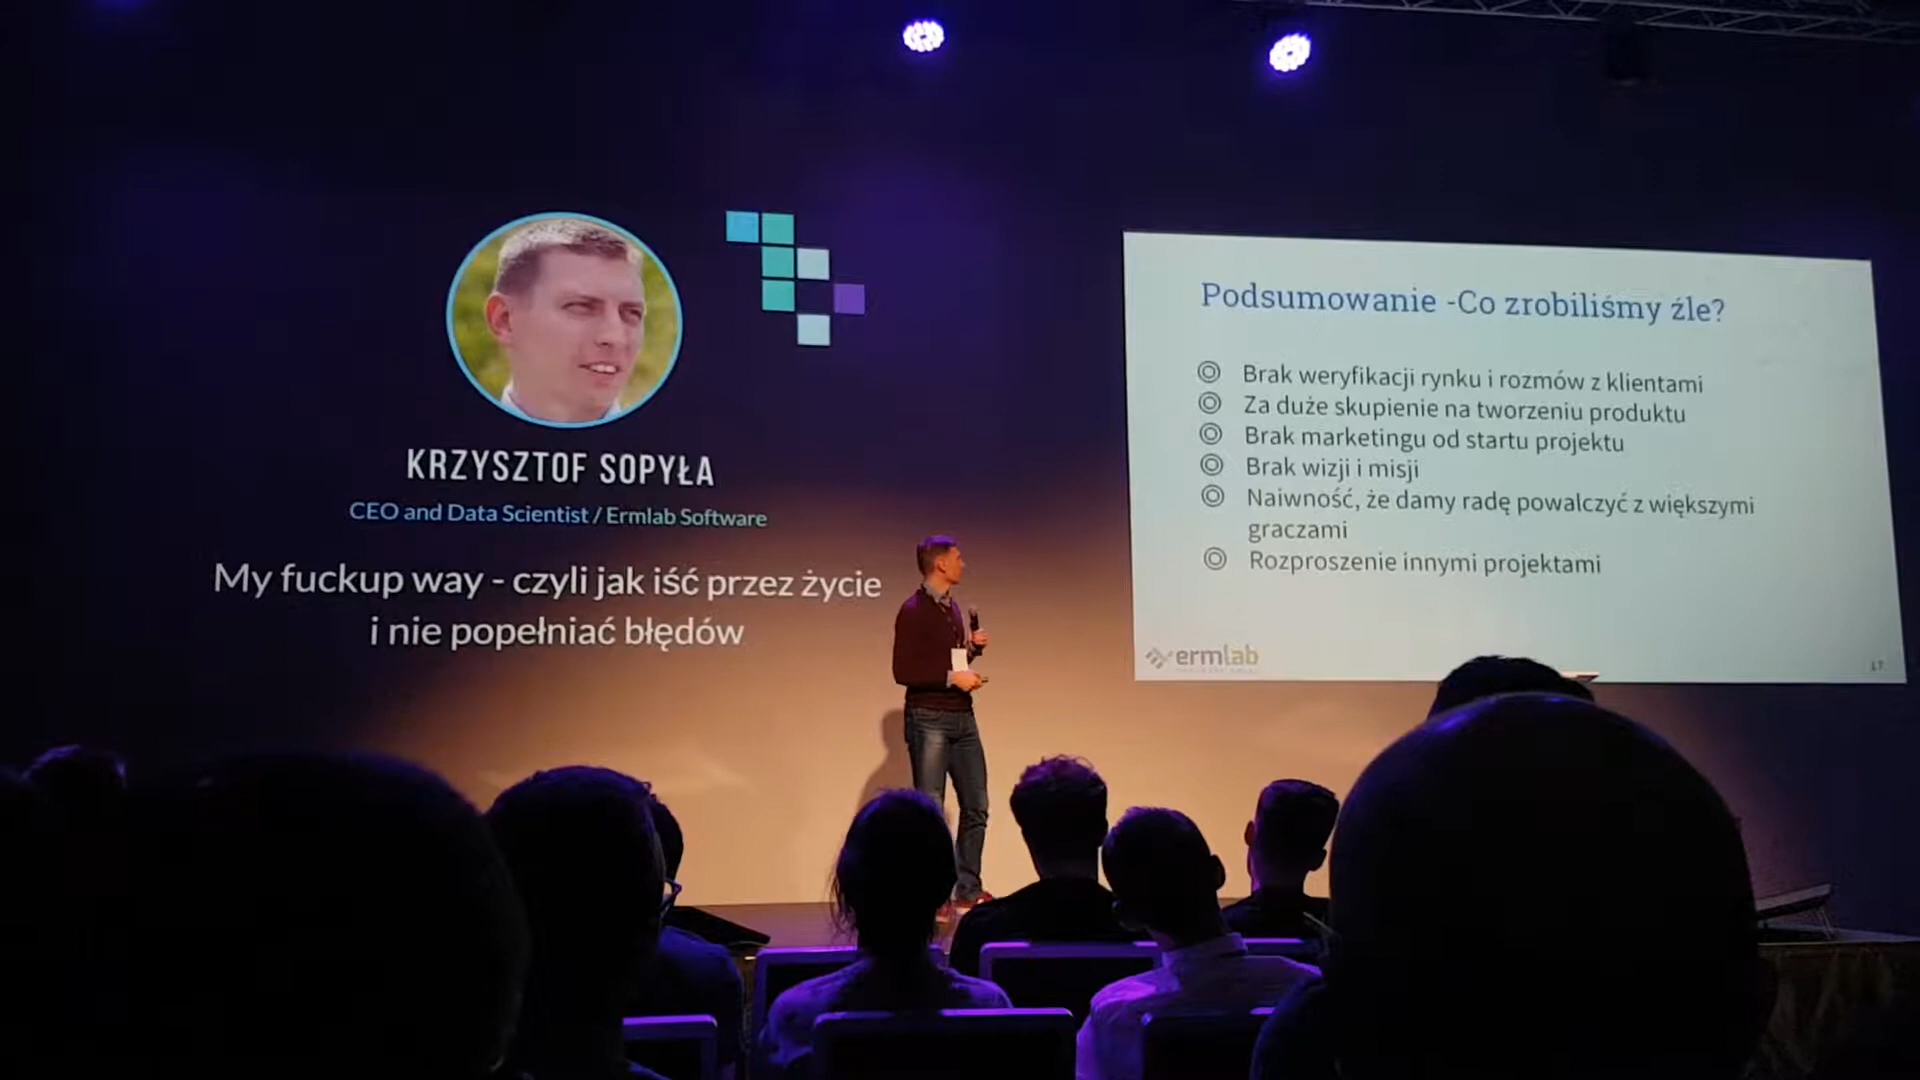 KRZYSZTOF SOPYŁA
CEO and Data Scientist / Ermlab Software
My fuckup way - czyli jak iść przez życie
i nie popełniać błędów
Podsumowanie -Co zrobiliśmy źle?
Brak weryfikacji rynku i rozmów z klientami
Za duże skupienie na tworzeniu produktu
Brak marketingu od startu projektu
Brak wizji i misji
Naiwność, że damy radę powalczyć z większymi
graczami
Rozproszenie innymi projektami
ermlab
17